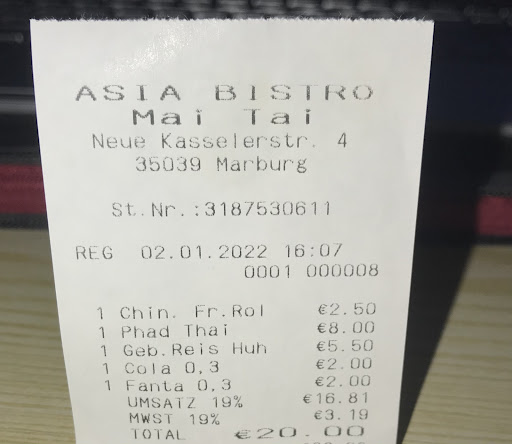 ASIA BISTRO
Mai Tai
Neue Kasselerstr. 4
35039 Marburg
St.Nr.:3187530611
REG 02.01.2022 16:07
0001 000008
1 Chin. Fr.Rol €2.50
1 Phad Thai €8.00
1 Geb.Reis Huh €5.50
1 Cola 0,3 €2.00
1 Fanta 0,3 €2.00
UMSATZ 19% €16.81
MWST 19% €3.19
TOTAL €20.00